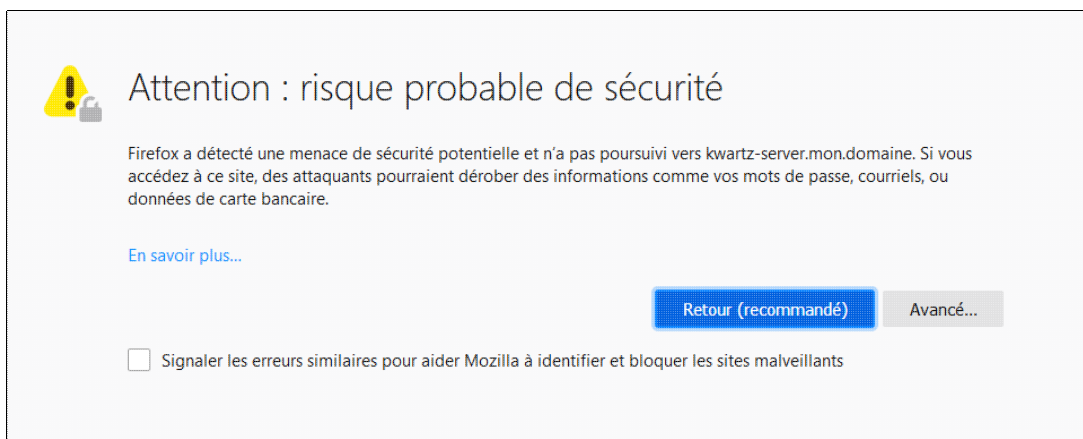 Attention : risque probable de sécurité
Firefox a détecté une menace de sécurité potentielle et n’a pas poursuivi vers kwartz-server.mon.domaine. Si vous
accédez à ce site, des attaquants pourraient dérober des informations comme vos mots de passe, courriels, ou
données de carte bancaire.
En savoir plus…
Retour (recommandé)
Avancé…
Signaler les erreurs similaires pour aider Mozilla à identifier et bloquer les sites malveillants